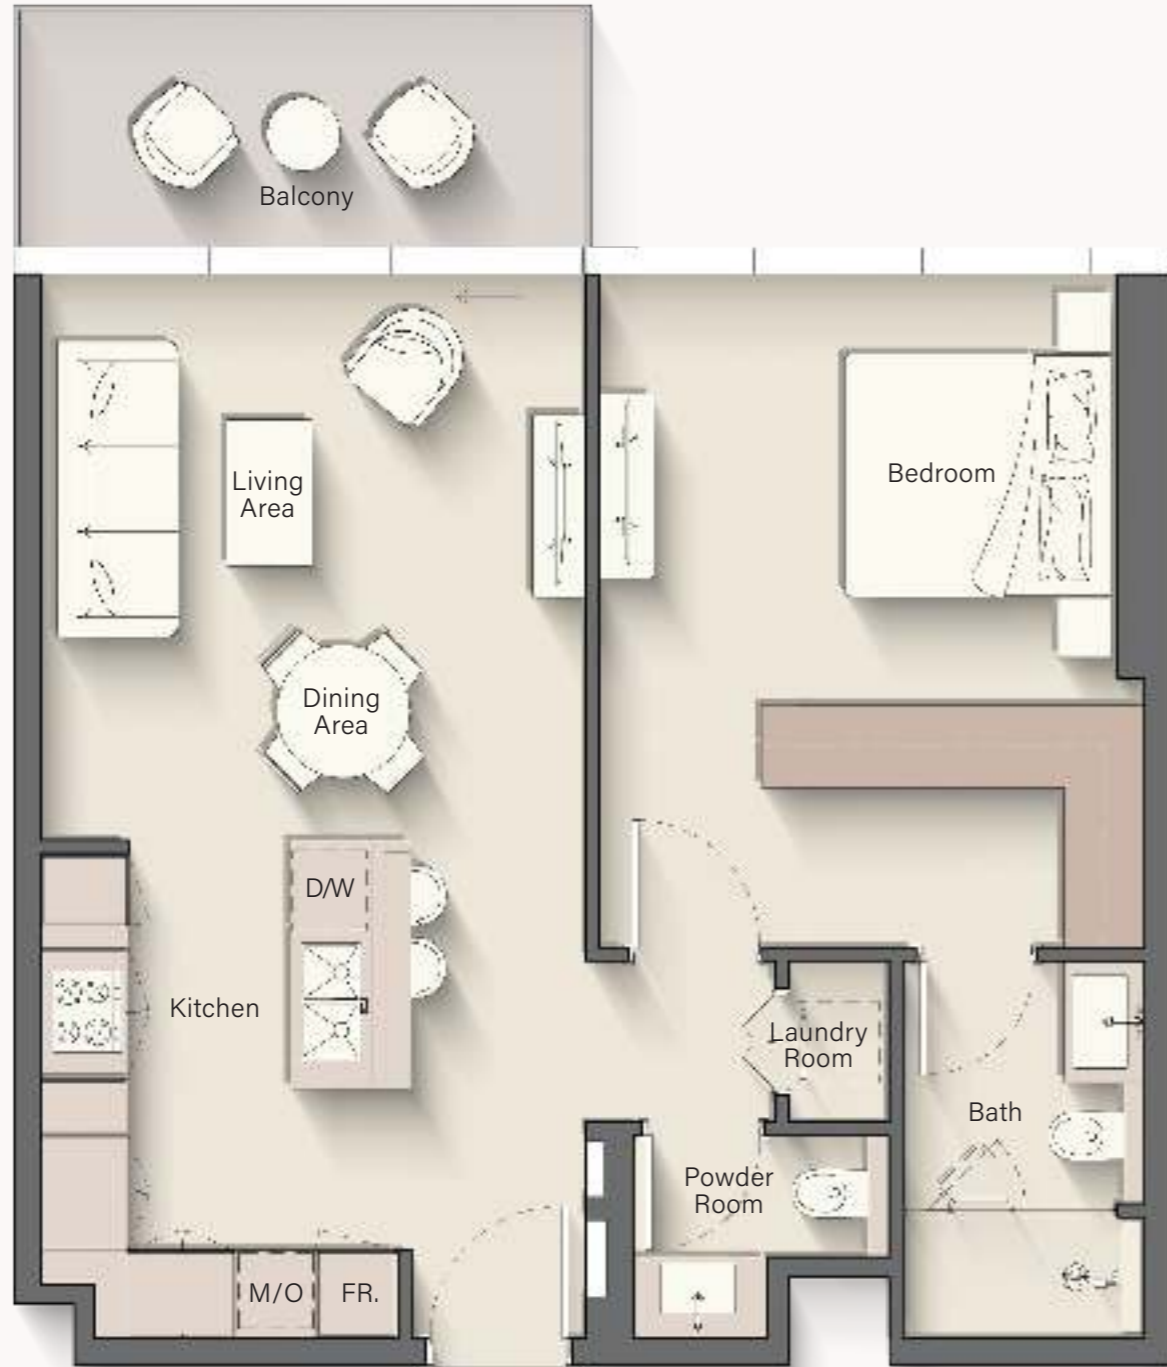 Balcony
Living
Area
Bedroom
Dining
Area
D/W
Kitchen
Laundry
Room
Bath
Powder
Room
M/O
FR.